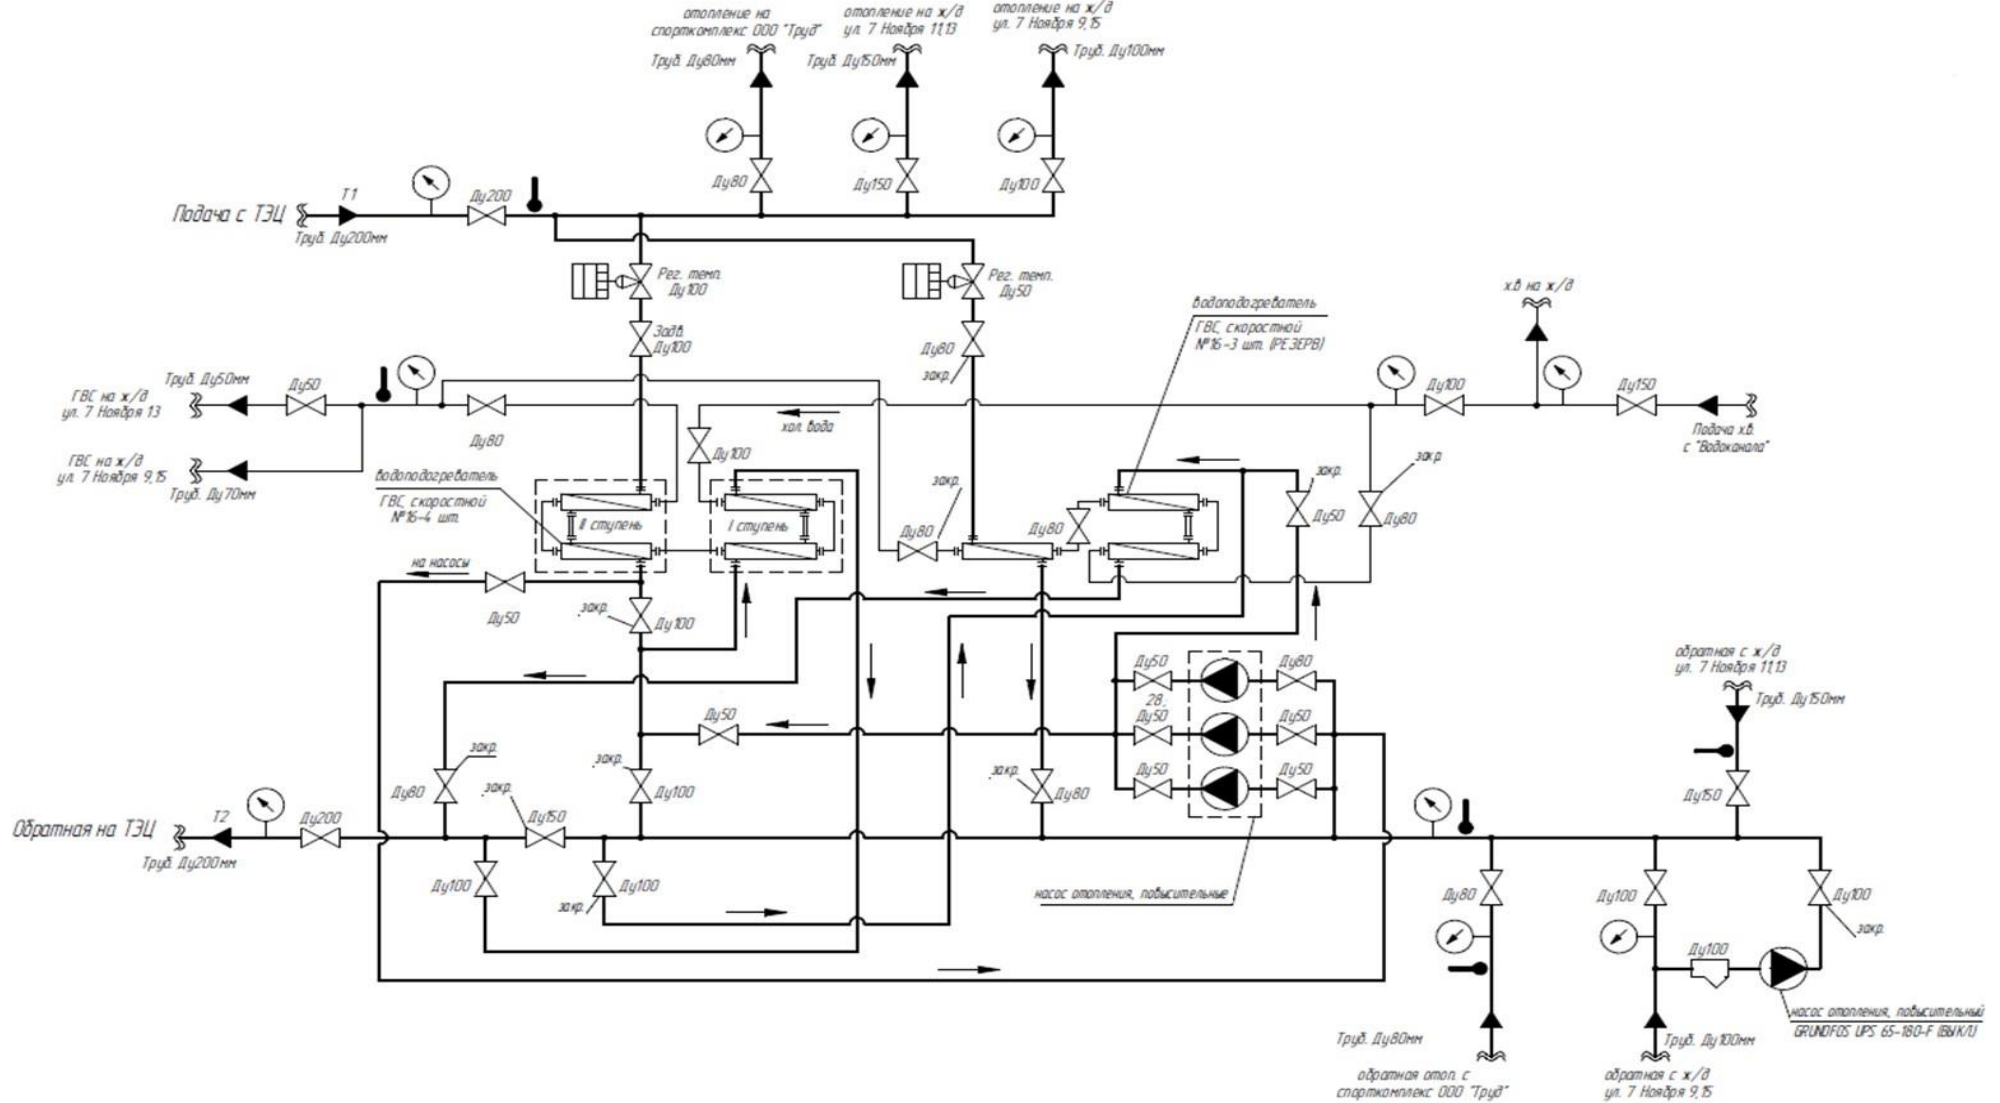 отопление на
спорткомплекс ООО "Труд"
отопление на ж/д
ул. 7 Ноября 11,13
отопление на ж/д
ул. 7 Ноября 9,15
Труб. Ду80мм
Труб. Ду150мм
Труб. Ду100мм
Ду80
Ду150
Ду100
Т1
Ду200
Подача с ТЭЦ
Труб. Ду200мм
Рег. темп.
Ду100
Рег. темп.
Ду50
Задв.
Ду100
Ду80
закр.
водоподогреватель
ГВС, скоростной
№16-3 шт. (РЕЗЕРВ)
х.в на ж/д
Труб. Ду50мм
Ду50
ГВС на ж/д
ул. 7 Ноября 13
Ду80
ГВС на ж/д
ул. 7 Ноября 9,15
Труб. Ду70мм
хол. вода
Ду100
Ду100
Ду150
Подача х.в.
с "Водоканала"
водоподогреватель
ГВС, скоростной
№16-4 шт.
II ступень
I ступень
закр.
Ду80
Ду80
закр.
Ду50
закр.
Ду80
на насосы
Ду50
закр.
Ду100
обратная с ж/д
ул. 7 Ноября 11,13
Труб. Ду150мм
Ду50
Ду80
28;
Ду50
Ду50
Ду50
Ду50
Ду50
закр.
Ду80
закр.
Ду150
закр.
Ду100
закр.
Ду80
Ду150
Обратная на ТЭЦ
Т2
Ду200
Труб. Ду200мм
Ду100
Ду100
закр.
насос отопления, повысительные
Ду80
Ду100
Ду100
закр.
Ду100
насос отопления, повысительный
GRUNDFOS UPS 65-180-F (ВЫКЛ)
Труб. Ду80мм
обратная отоп. с
спорткомплекс ООО "Труд"
Труб. Ду100мм
обратная с ж/д
ул. 7 Ноября 9,15